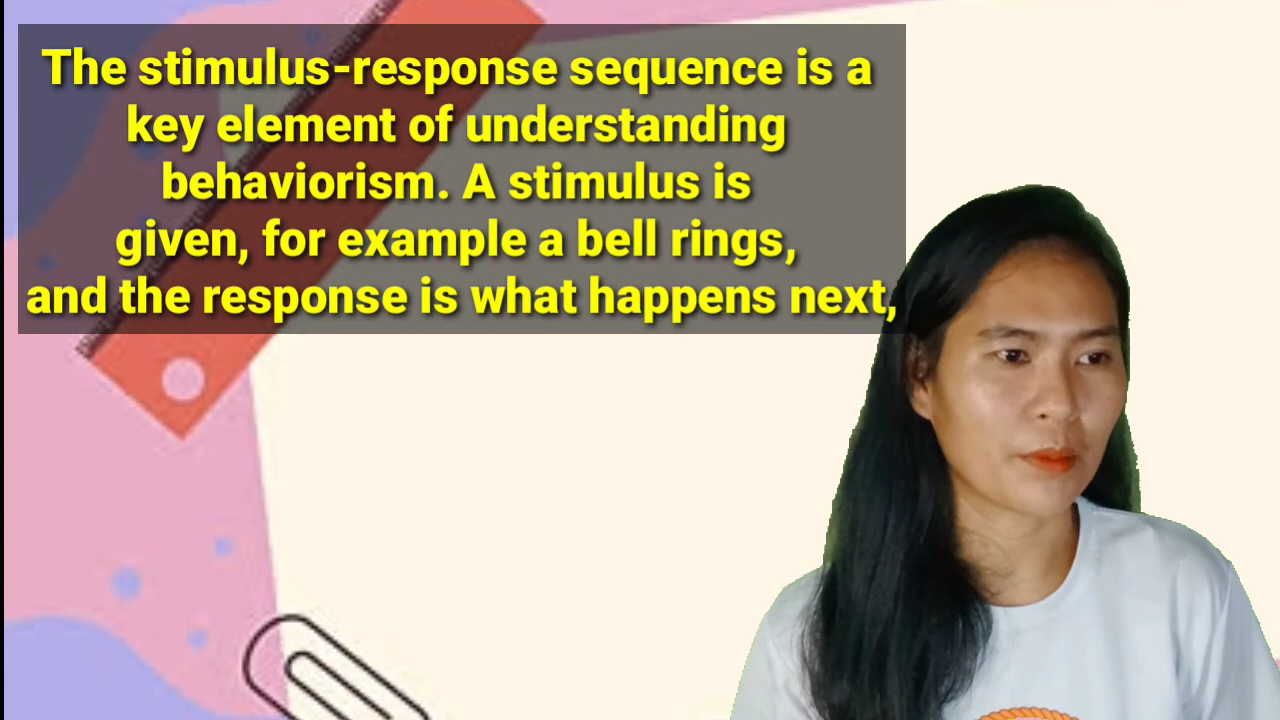 The stimulus-response sequence is a
key element of understanding
behaviorism. A stimulus is
given, for example a bell rings,
and the response is what happens next,